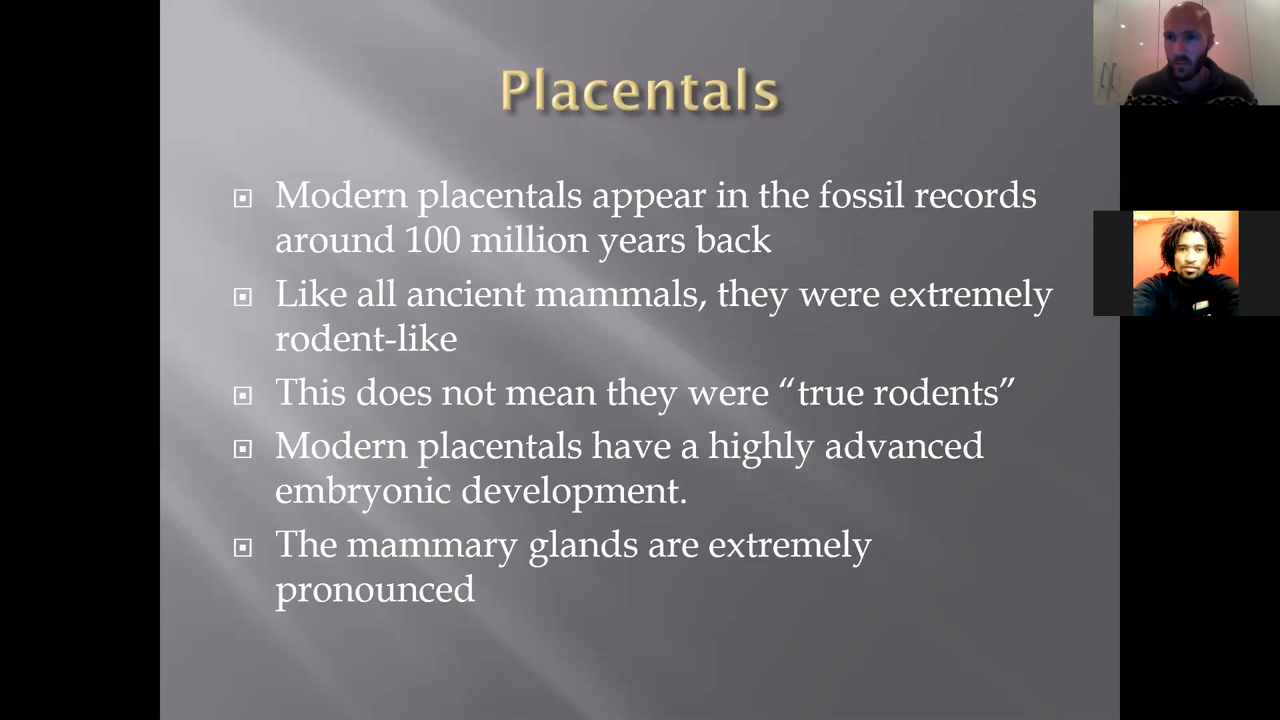 Placentals
Modern placentals appear in the fossil records
around 100 million years back
Like all ancient mammals, they were extremely
rodent-like
This does not mean they were “true rodents”
Modern placentals have a highly advanced
embryonic development.
The mammary glands are extremely
pronounced